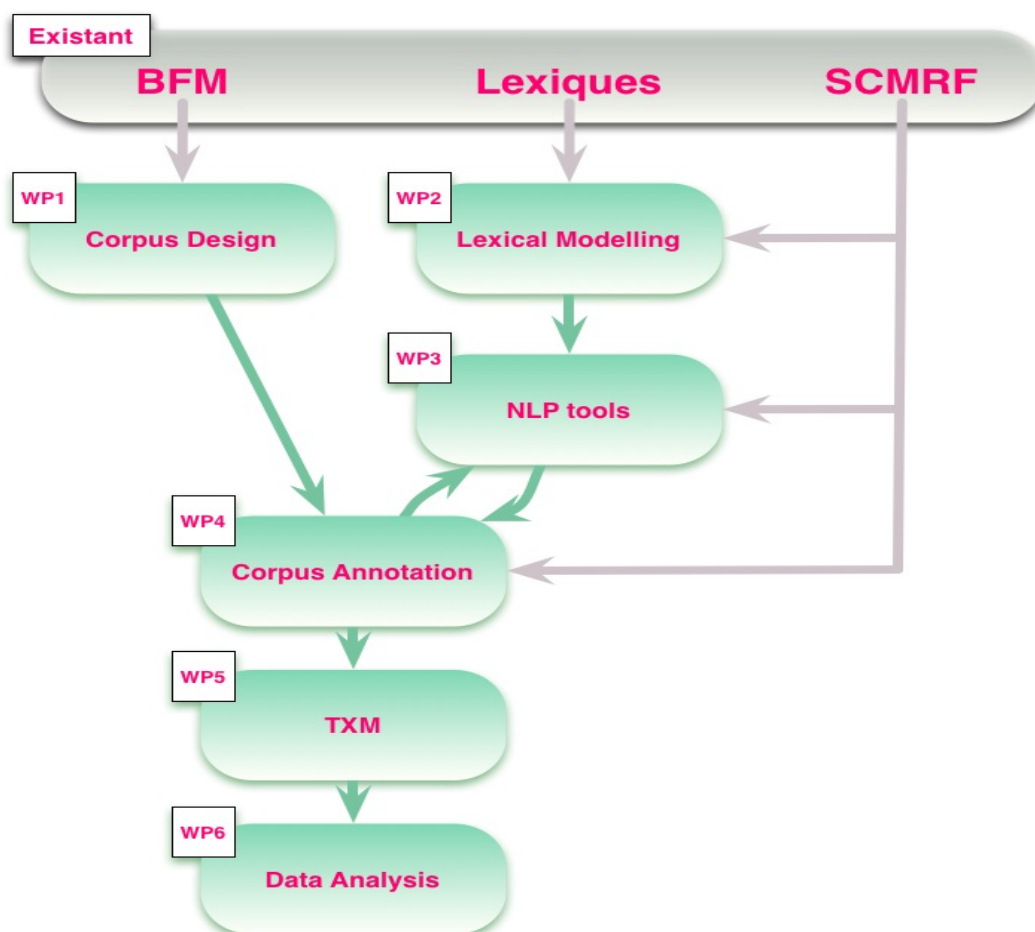 Existant
BFM Lexiques SCMRF
WP1
Corpus Design
WP2
Lexical Modelling
WP3
NLP tools
WP4
Corpus Annotation
WP5
TXM
WP6
Data Analysis